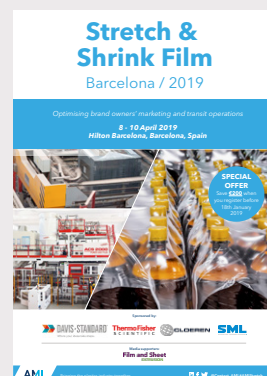 Stretch &
Shrink Film
Barcelona / 2019
Optimising brand owners' marketing and transit operations
8 - 10 April 2019
Hilton Barcelona, Barcelona, Spain
SPECIAL
OFFER
Save £200 when
you register before
18th January
2019
Sponsored by
DAVIS-STANDARD
ThermoFisher
SCIENTIFIC
CLOEREN
SML
Media supporters
Film and Sheet
AMI